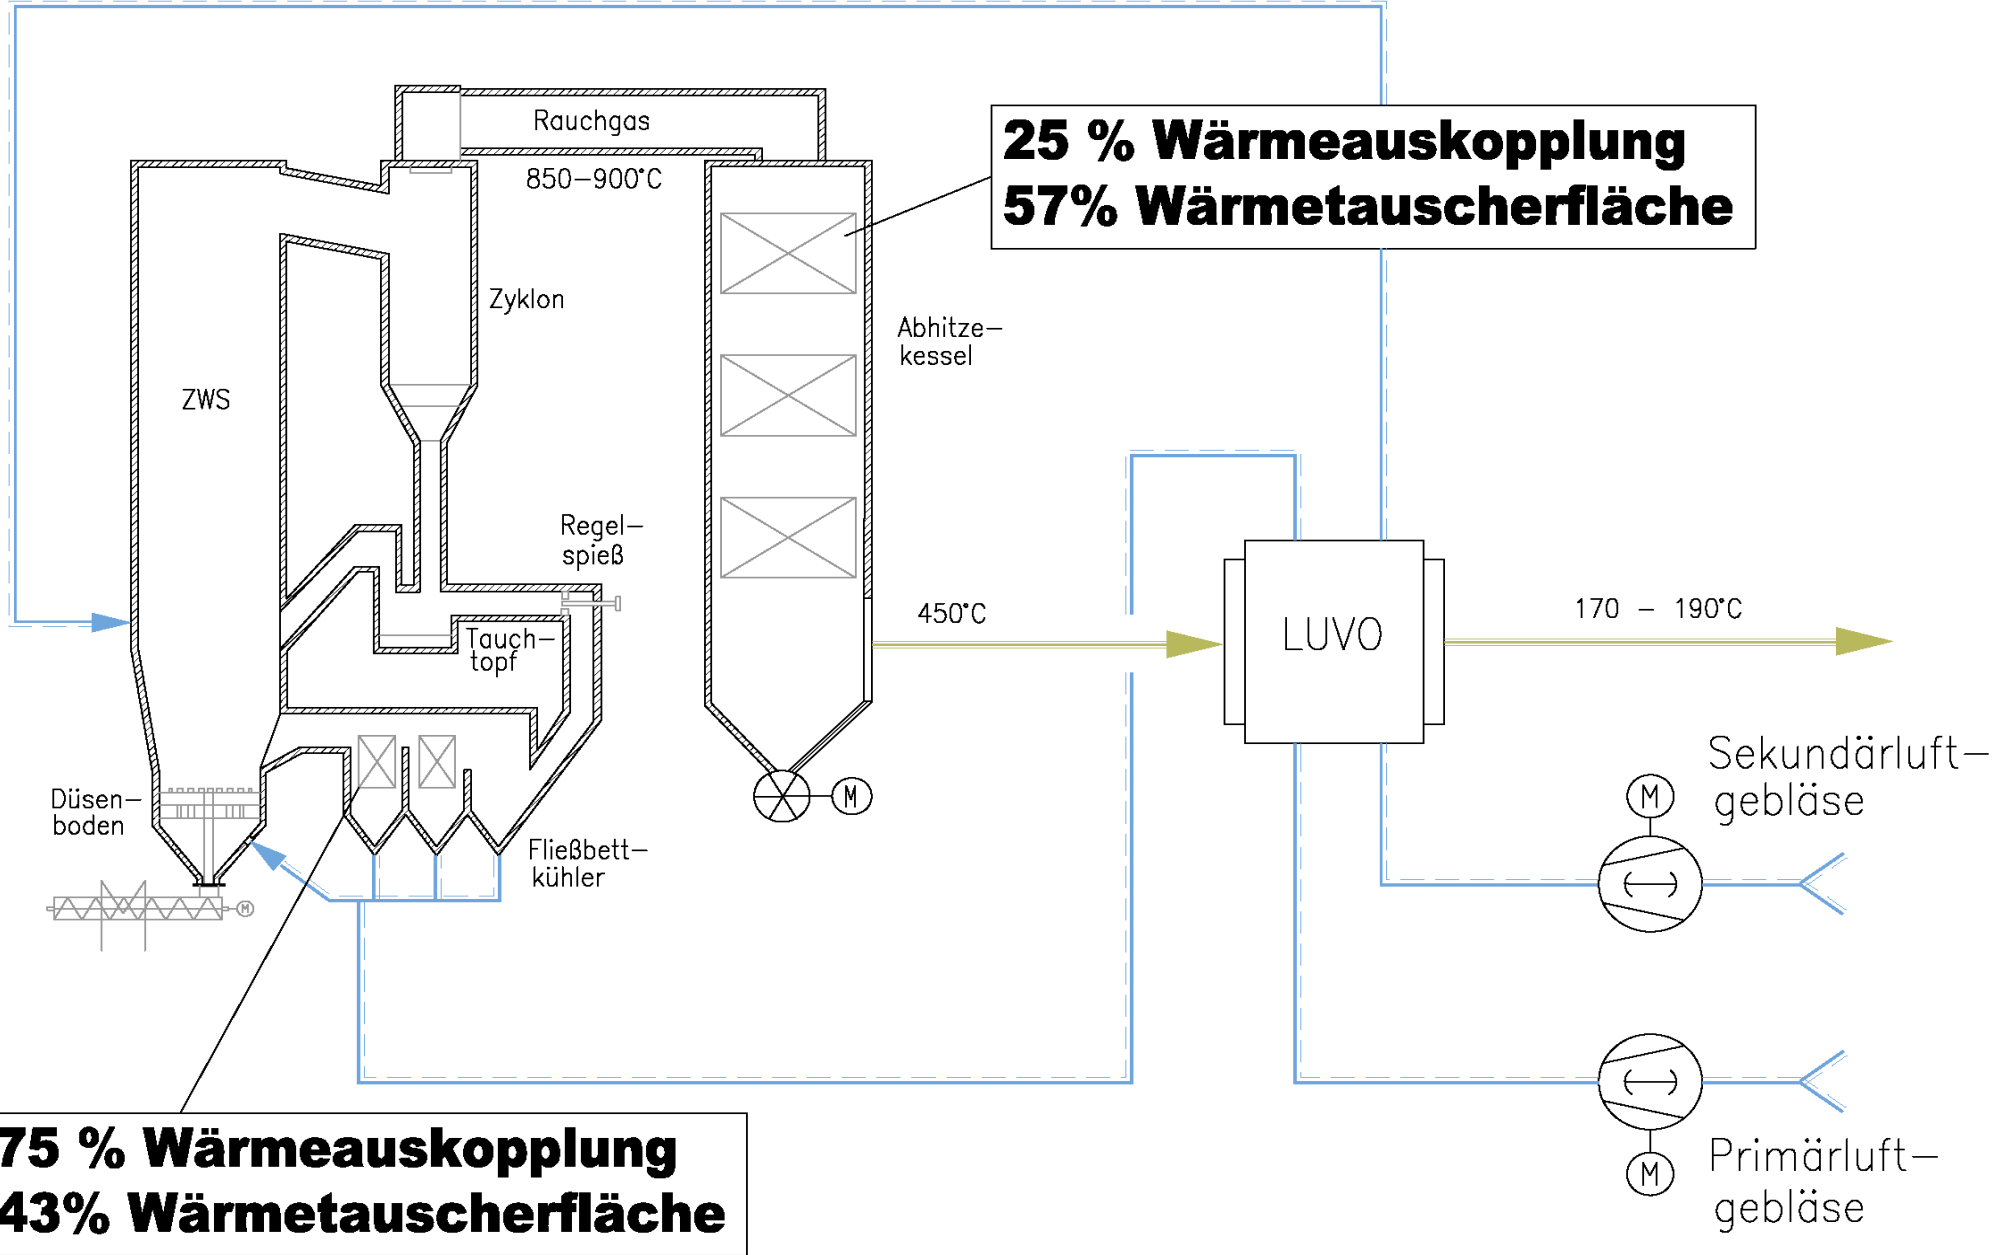 Rauchgas
850-900°C
25 % Wärmeauskopplung
57% Wärmetauscherfläche
Zyklon
Abhitze-
kessel
ZWS
Regel-
spieß
450°C
170 - 190°C
LUVO
Tauch-
topf
Sekundärluft-
gebläse
M
M
Düsen-
boden
Fließbett-
kühler
M
Primärluft-
gebläse
M
75 % Wärmeauskopplung
43% Wärmetauscherfläche